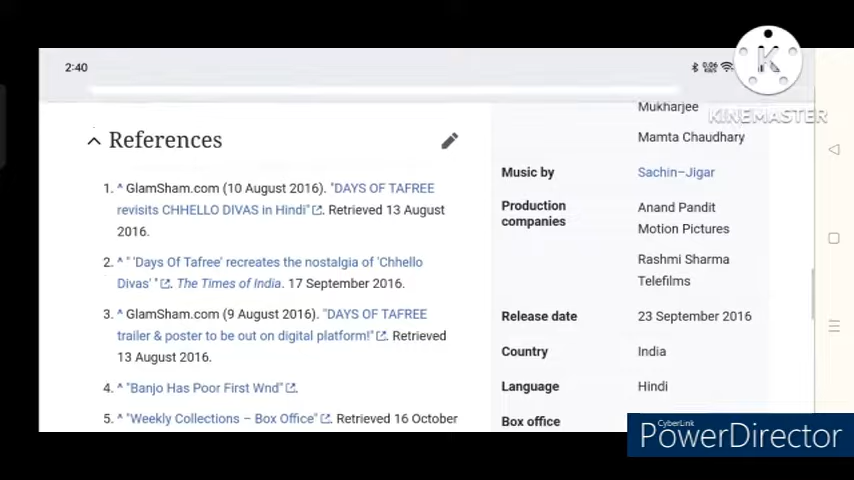 2:40
K
KINEMASTER
References
1. ^ GlamSham.com (10 August 2016). "DAYS OF TAFREE
revisits CHHELLO DIVAS in Hindi". Retrieved 13 August
2016.
2. ^ " 'Days Of Tafree' recreates the nostalgia of 'Chhello
Divas' ". The Times of India. 17 September 2016.
3. ^ GlamSham.com (9 August 2016). "DAYS OF TAFREE
trailer & poster to be out on digital platform!". Retrieved
13 August 2016.
4. ^ "Banjo Has Poor First Wnd".
5. ^ "Weekly Collections – Box Office". Retrieved 16 October
Mukharjee
Mamta Chaudhary
Music by Sachin–Jigar
Production Anand Pandit
companies Motion Pictures
Rashmi Sharma
Telefilms
Release date 23 September 2016
Country India
Language Hindi
Box office
CyberLink
PowerDirector